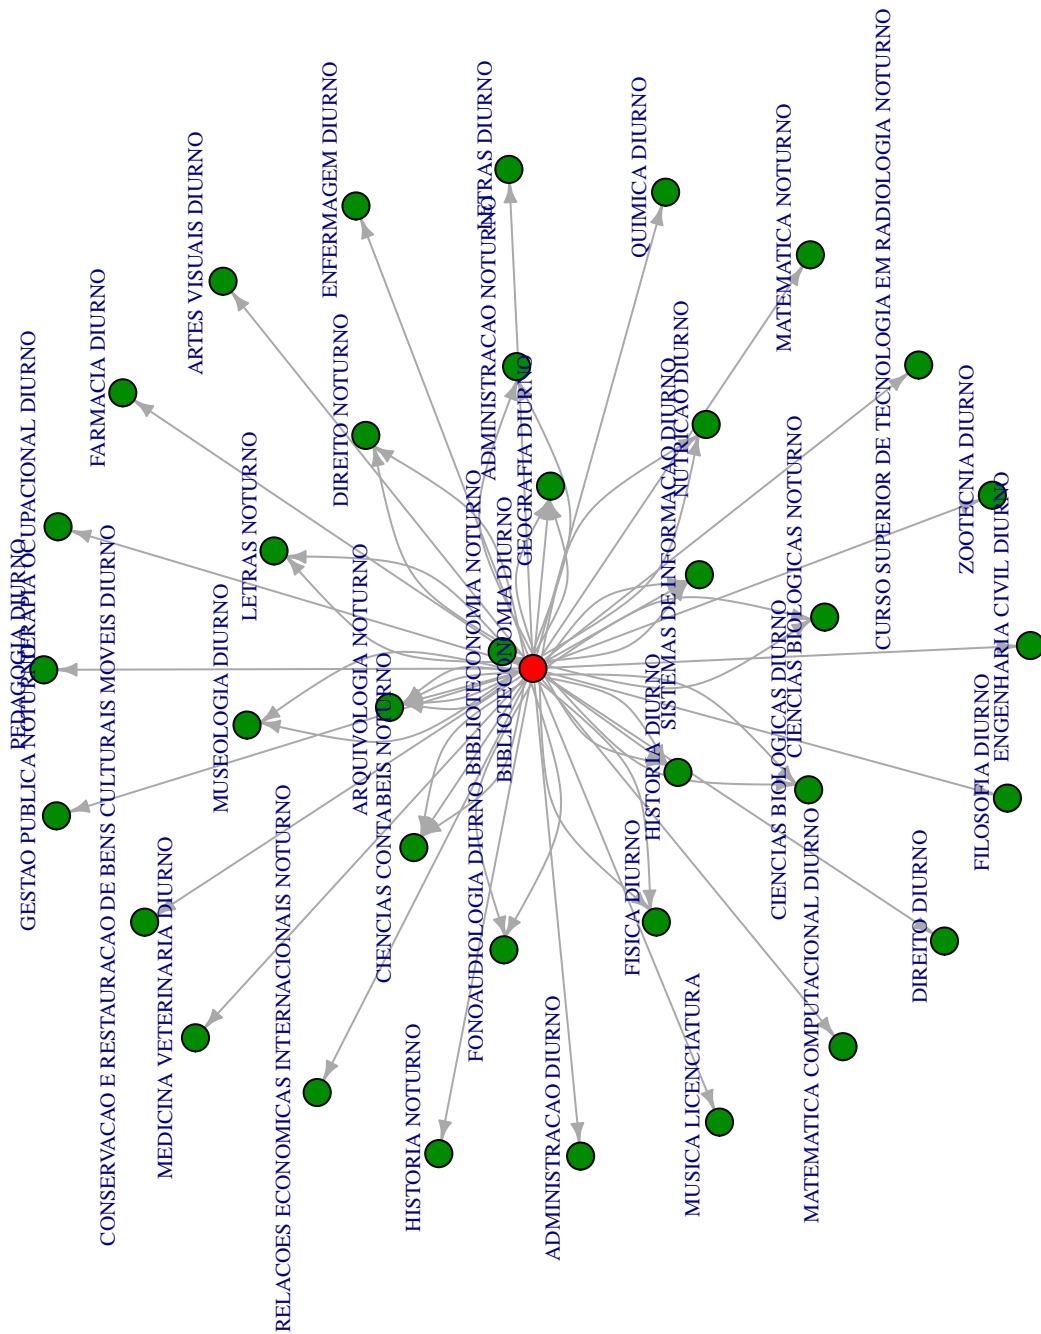 PEDAGOGIA DIURNO
GESTAO PUBLICA NOTURNO
TERAPIA OCUPACIONAL DIURNO
FARMACIA DIURNO
CONSERVACAO E RESTAURACAO DE BENS CULTURAIS MOVEIS DIURNO
MEDICINA VETERINARIA DIURNO
ARTES VISUAIS DIURNO
MUSEOLOGIA DIURNO
LETRAS NOTURNO
RELACOES ECONOMICAS INTERNACIONAIS NOTURNO
ENFERMAGEM DIURNO
DIREITO NOTURNO
ARQUIVOLOGIA NOTURNO
CIENCIAS CONTABEIS NOTURNO
HISTORIA NOTURNO
BIBLIOTECONOMIA NOTURNO
FONOAUDIOLOGIA DIURNO
LETRAS DIURNO
ADMINISTRACAO NOTURNO
BIBLIOTECONOMIA DIURNO
GEOGRAFIA DIURNO
ADMINISTRACAO DIURNO
QUIMICA DIURNO
FISICA DIURNO
HISTORIA DIURNO
SISTEMAS DE INFORMACAO DIURNO
NUTRICAO DIURNO
MUSICA LICENCIATURA
MATEMATICA NOTURNO
CIENCIAS BIOLOGICAS DIURNO
CIENCIAS BIOLOGICAS NOTURNO
MATEMATICA COMPUTACIONAL DIURNO
CURSO SUPERIOR DE TECNOLOGIA EM RADIOLOGIA NOTURNO
DIREITO DIURNO
ZOOTECNIA DIURNO
FILOSOFIA DIURNO
ENGENHARIA CIVIL DIURNO